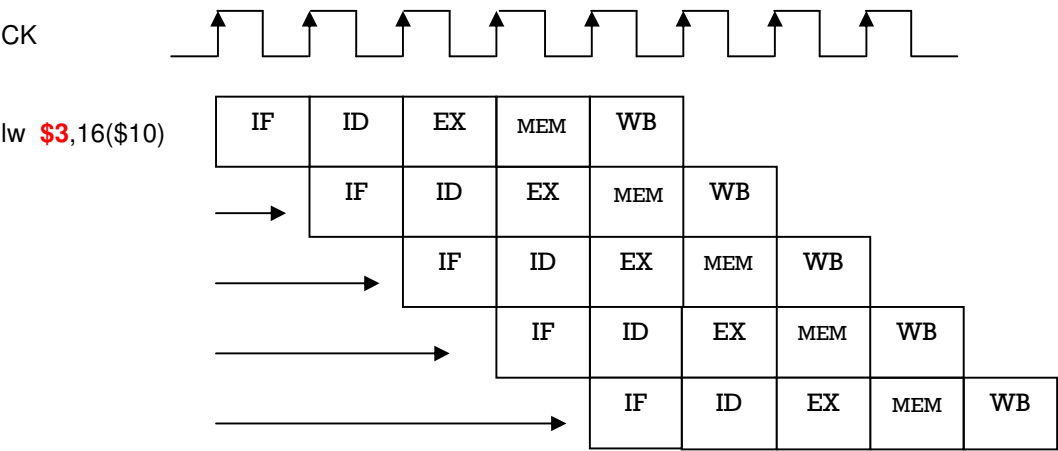 CK
lw $3,16($10) IF ID EX MEM WB
IF ID EX MEM WB
IF ID EX MEM WB
IF ID EX MEM WB
IF ID EX MEM WB